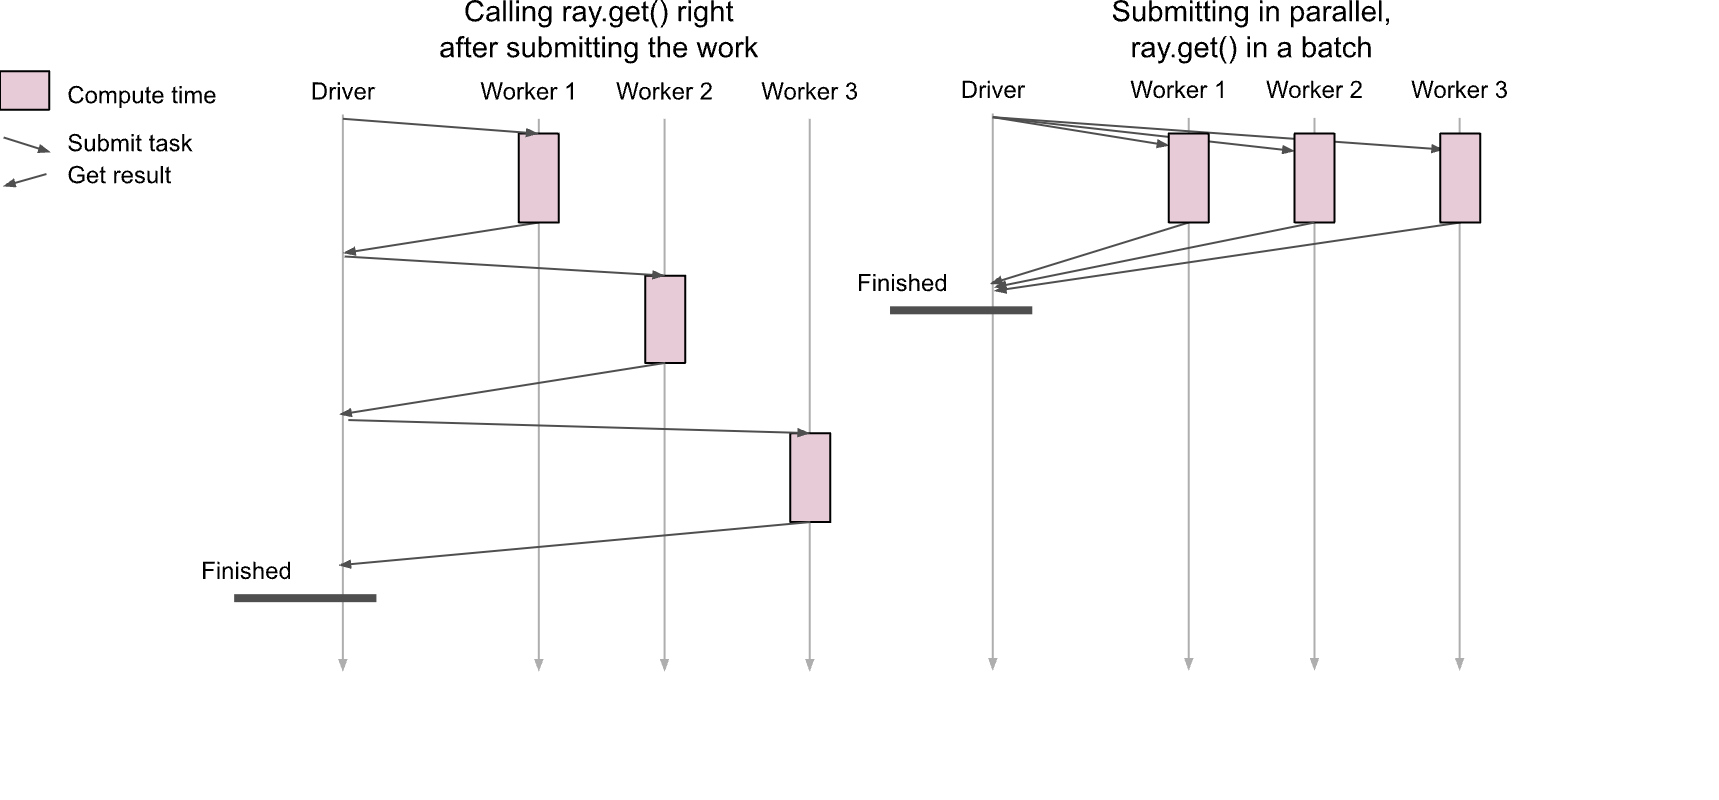 Calling ray.get() right
after submitting the work
Submitting in parallel,
ray.get() in a batch
Compute time
Submit task
Get result
Driver
Worker 1
Worker 2
Worker 3
Finished
Driver
Worker 1
Worker 2
Worker 3
Finished